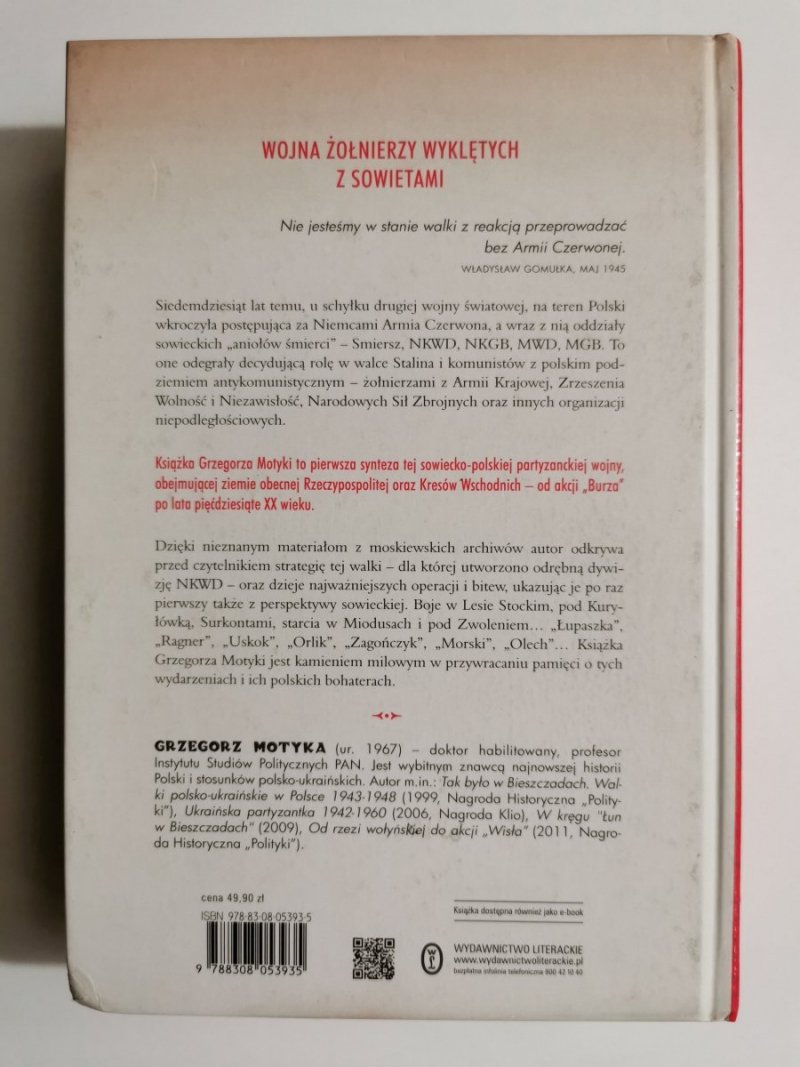 WOJNA ŻOŁNIERZY WYKLĘTYCH
Z SOWIETAMI
Nie jesteśmy w stanie walki z reakcją przeprowadzać
bez Armii Czerwonej.
WŁADYSŁAW GOMUŁKA, MAJ 1945
Siedemdziesiąt lat temu, u schyłku drugiej wojny światowej, na teren Polski
wkroczyła postępująca za Niemcami Armia Czerwona, a wraz z nią oddziały
sowieckich „aniołów śmierci” – Smiersz, NKWD, NKGB, MWD, MGB. To
one odegrały decydującą rolę w walce Stalina i komunistów z polskim pod-
ziemiem antykomunistycznym – żołnierzami z Armii Krajowej, Zrzeszenia
Wolność i Niezawisłość, Narodowych Sił Zbrojnych oraz innych organizacji
niepodległościowych.
Książka Grzegorza Motyki to pierwsza synteza tej sowiecko-polskiej partyzanckiej wojny,
obejmującej ziemie obecnej Rzeczypospolitej oraz Kresów Wschodnich – od akcji „Burza”
po lata pięćdziesiąte XX wieku.
Dzięki nieznanym materiałom z moskiewskich archiwów autor odkrywa
przed czytelnikiem strategię tej walki – dla której utworzono odrębną dywi-
zję NKWD – oraz dzieje najważniejszych operacji i bitew, ukazując je po raz
pierwszy także z perspektywy sowieckiej. Boje w Lesie Stockim, pod Kury-
łówką, Surkontami, starcia w Miodusach i pod Zwoleniem... „Łupaszka”,
„Ragner”, „Uskok”, „Orlik”, „Zagończyk”, „Morski”, „Olech”... Książka
Grzegorza Motyki jest kamieniem milowym w przywracaniu pamięci o tych
wydarzeniach i ich polskich bohaterach.
GRZEGORZ MOTYKA (ur. 1967) – doktor habilitowany, profesor
Instytutu Studiów Politycznych PAN. Jest wybitnym znawcą najnowszej historii
Polski i stosunków polsko-ukraińskich. Autor m.in.: Tak było w Bieszczadach. Wal-
ki polsko-ukraińskie w Polsce 1943-1948 (1999, Nagroda Historyczna „Polity-
ki”), Ukraińska partyzantka 1942-1960 (2006, Nagroda Klio), W kręgu "Łun
w Bieszczadach" (2009), Od rzezi wołyńskiej do akcji „Wisła” (2011, Nagro-
da Historyczna „Polityki”).
cena 49,90 zł
ISBN 978-83-08-05393-5
9 788308 053935
Książka dostępna również jako e-book
WYDAWNICTWO LITERACKIE
www.wydawnictwoliterackie.pl
bezpłatna infolinia telefoniczna 800 42 10 40